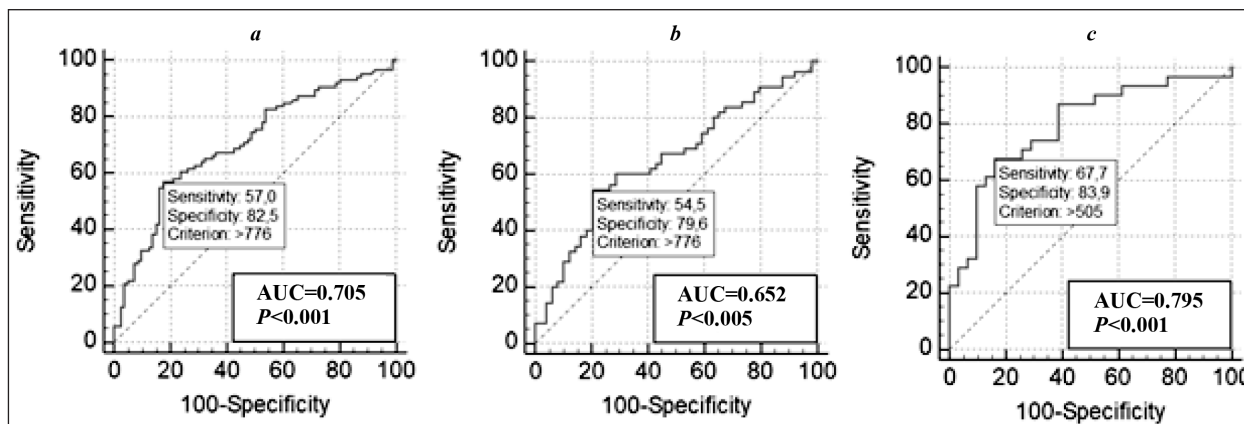 a
100
80
60
40
20
0
Sensitivity
Sensitivity: 57,0
Specificity: 82,5
Criterion: >776
AUC=0.705
P<0.001
0 20 40 60 80 100
100-Specificity
b
100
80
60
40
20
0
Sensitivity
Sensitivity: 54,5
Specificity: 79,6
Criterion: >776
AUC=0.652
P<0.005
0 20 40 60 80 100
100-Specificity
c
100
80
60
40
20
0
Sensitivity
Sensitivity: 67,7
Specificity: 83,9
Criterion: >505
AUC=0.795
P<0.001
0 20 40 60 80 100
100-Specificity